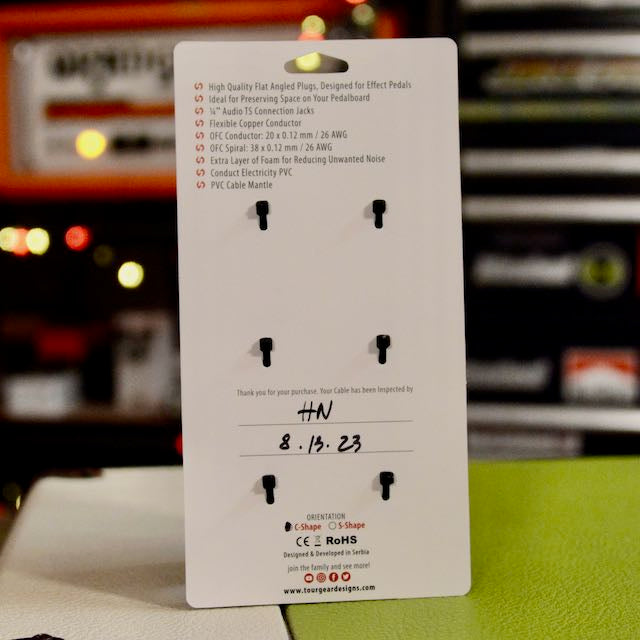 High Quality Flat Angled Plugs, Designed for Effect Pedals
Ideal for Preserving Space on Your Pedalboard
¼" Audio TS Connection Jacks
Flexible Copper Conductor
OFC Conductor: 20 x 0.12 mm / 26 AWG
OFC Spiral: 38 x 0.12 mm / 26 AWG
Extra Layer of Foam for Reducing Unwanted Noise
Conduct Electricity PVC
PVC Cable Mantle
Thank you for your purchase. Your Cable has been Inspected by
HN
8.13.23
ORIENTATION
C-Shape S-Shape
CE RoHS
Designed & Developed in Serbia
join the family and see more!
www.tourgeardesigns.com